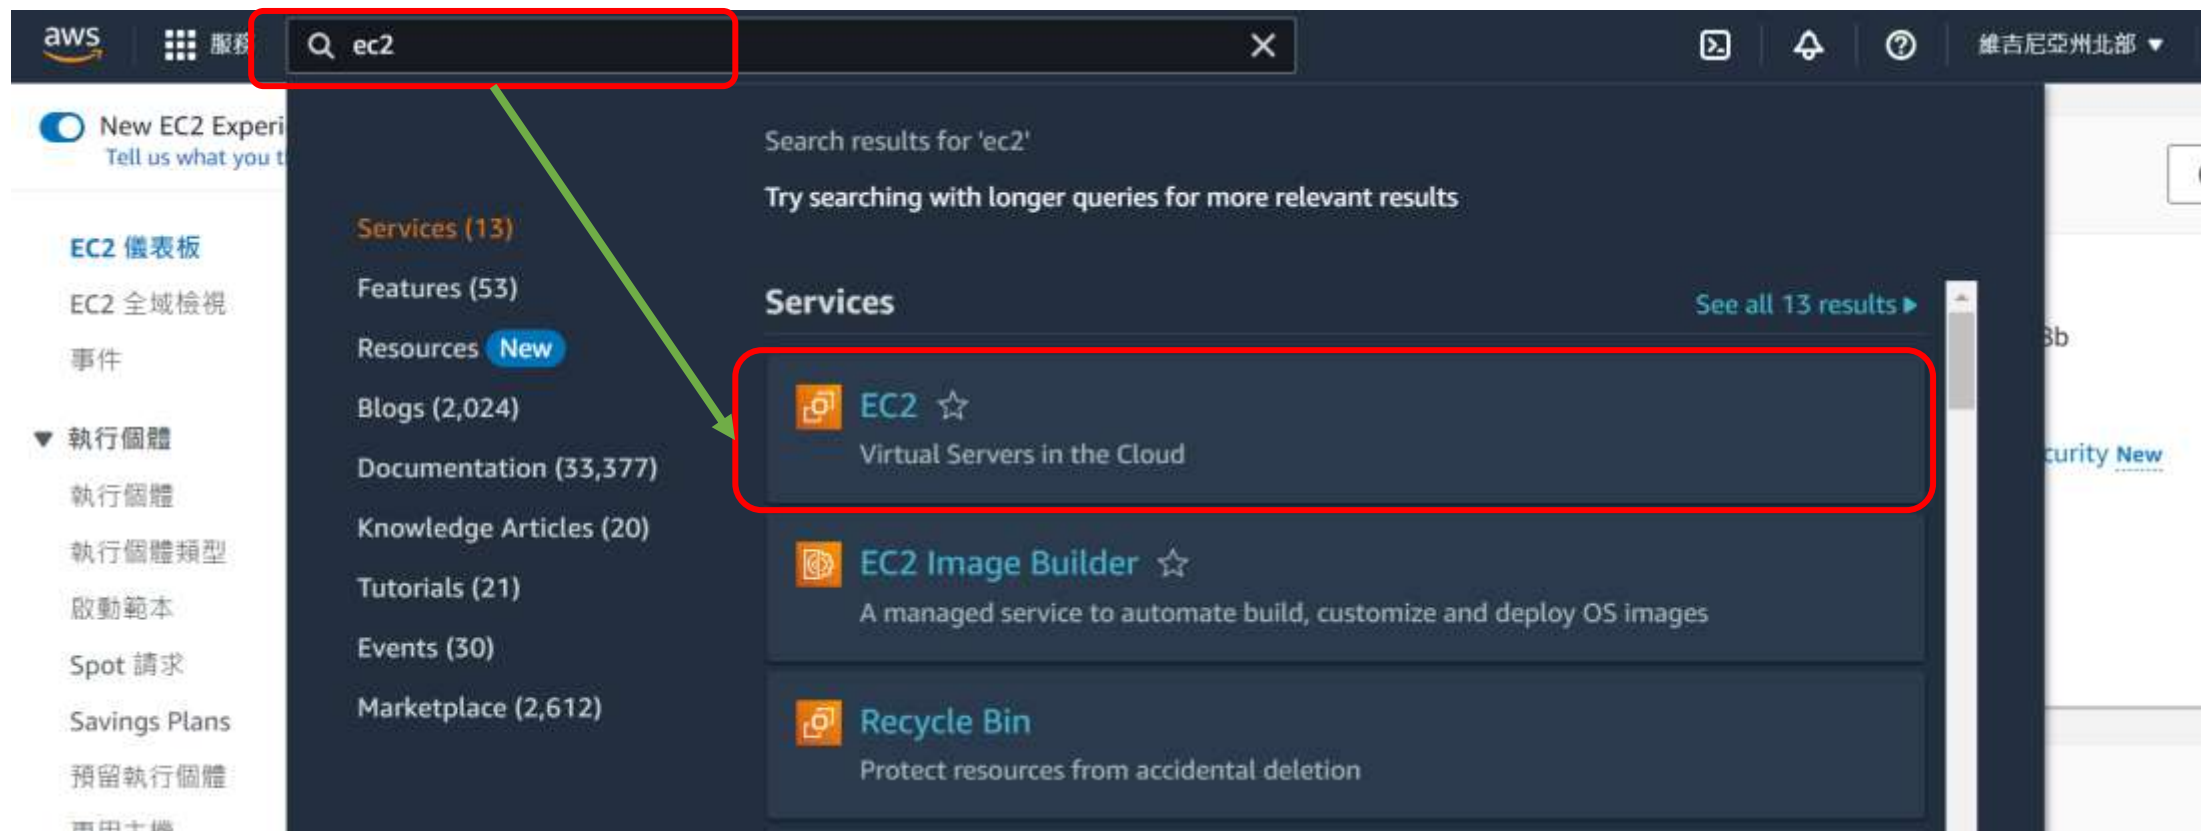 aws
服務
ec2
維吉尼亞州北部
New EC2 Experi
Tell us what you t
EC2 儀表板
EC2 全域檢視
事件
執行個體
執行個體
執行個體類型
啟動範本
Spot 請求
Savings Plans
預留執行個體
Services (13)
Features (53)
Resources New
Blogs (2,024)
Documentation (33,377)
Knowledge Articles (20)
Tutorials (21)
Events (30)
Marketplace (2,612)
Search results for 'ec2'
Try searching with longer queries for more relevant results
Services
See all 13 results
EC2
Virtual Servers in the Cloud
EC2 Image Builder
A managed service to automate build, customize and deploy OS images
Recycle Bin
Protect resources from accidental deletion
3b
curity New